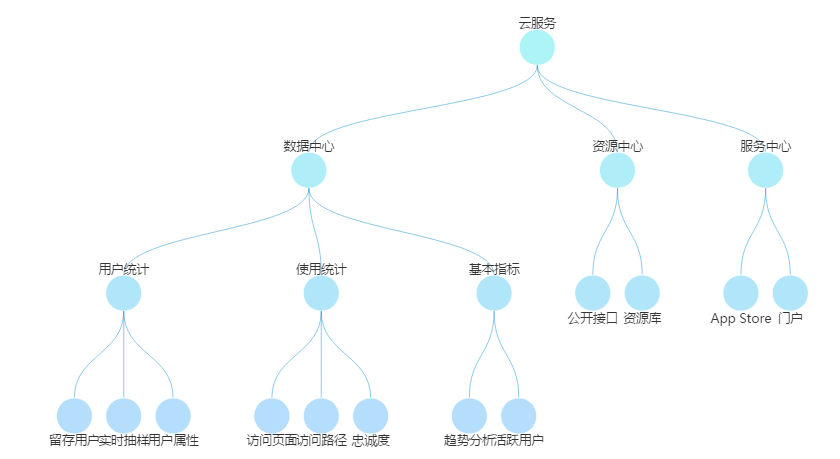 云服务
数据中心
资源中心
服务中心
用户统计
使用统计
基本指标
公开接口
资源库
App Store
门户
留存用户
实时抽样
用户属性
访问页面
访问路径
忠诚度
趋势分析
活跃用户